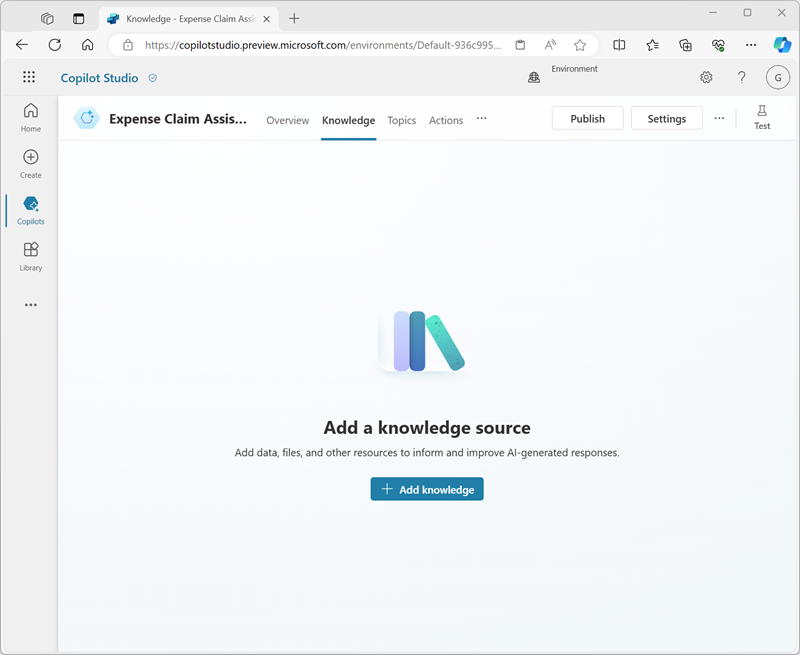 Knowledge - Expense Claim Assis
https://copilotstudio.preview.microsoft.com/environments/Default-936c995...
Copilot Studio
Environment
G
Home
Create
Copilots
Library
Expense Claim Assis...
Overview
Knowledge
Topics
Actions
Publish
Settings
Test
Add a knowledge source
Add data, files, and other resources to inform and improve AI-generated responses.
Add knowledge